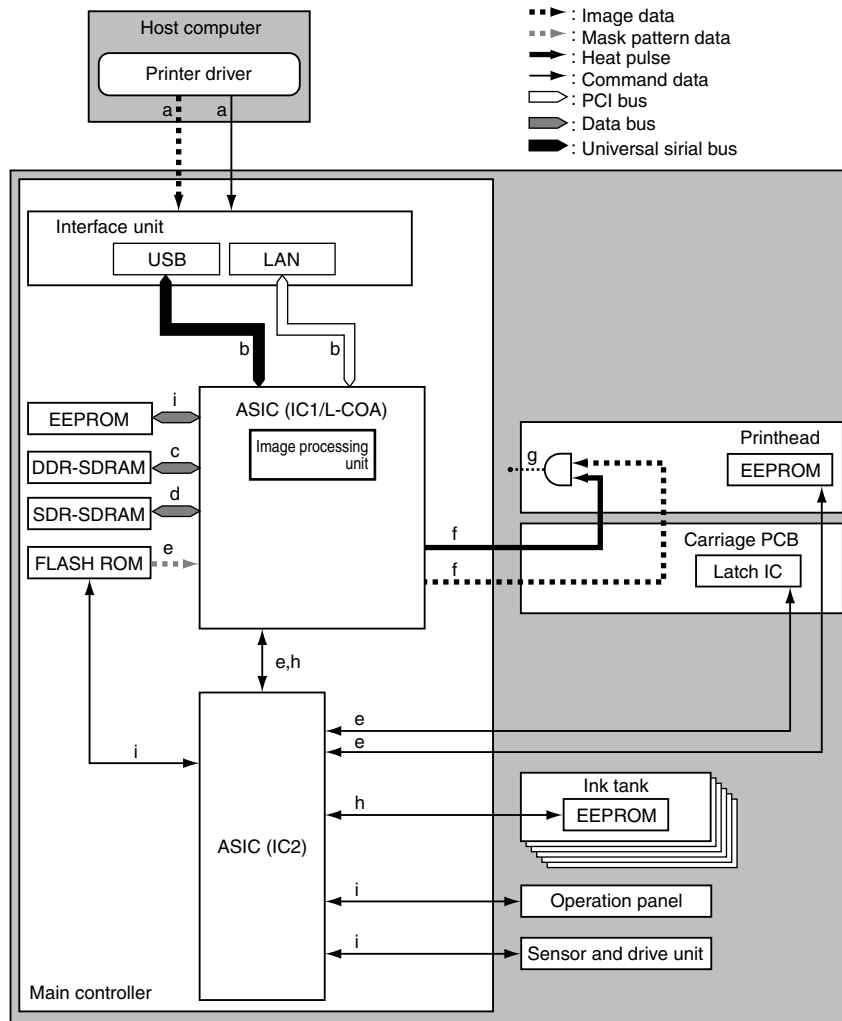 Host computer
Printer driver
a
a
: Image data
: Mask pattern data
: Heat pulse
: Command data
: PCI bus
: Data bus
: Universal sirial bus
Interface unit
USB
LAN
b
b
ASIC (IC1/L-COA)
Image processing
unit
EEPROM
i
DDR-SDRAM
c
SDR-SDRAM
d
FLASH ROM
e
f
f
Printhead
g
EEPROM
Carriage PCB
Latch IC
e,h
i
ASIC (IC2)
e
e
h
Ink tank
EEPROM
i
Operation panel
i
Sensor and drive unit
Main controller